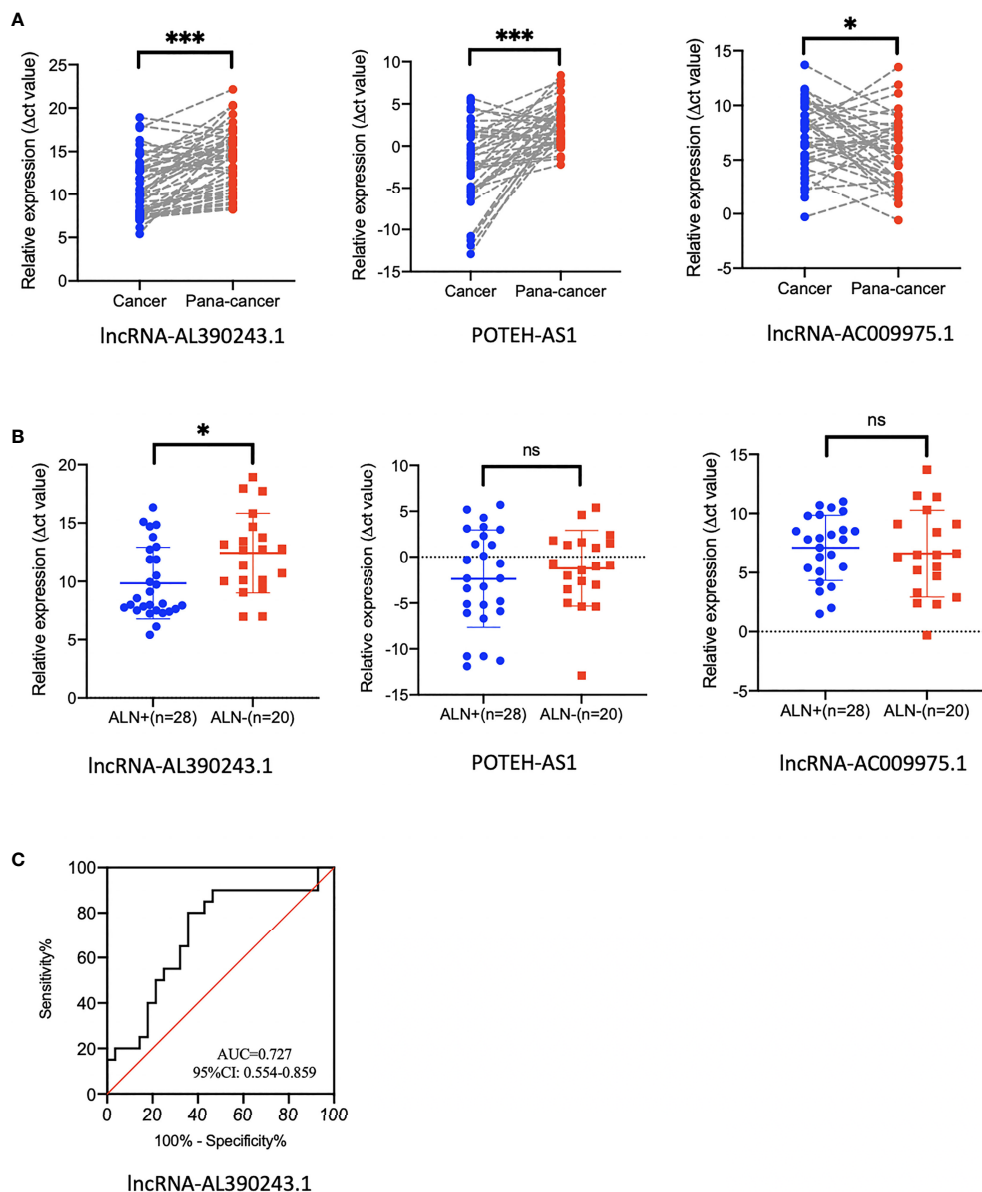 A
***
Relative expression (Δct value)
25
20
15
10
5
0
Cancer Pana-cancer
lncRNA-AL390243.1
***
Relative expression (Δct value)
10
5
0
-5
-10
-15
Cancer Pana-cancer
POTEH-AS1
*
Relative expression (Δct value)
15
10
5
0
-5
Cancer Pana-cancer
lncRNA-AC009975.1
B
*
Relative expression (Δct value)
20
15
10
5
0
ALN+(n=28) ALN-(n=20)
lncRNA-AL390243.1
ns
Relative expression (Δct value)
10
5
0
-5
-10
-15
ALN+(n=28) ALN-(n=20)
POTEH-AS1
ns
Relative expression (Δct value)
15
10
5
0
-5
ALN+(n=28) ALN-(n=20)
lncRNA-AC009975.1
C
Sensitivity%
100
80
60
40
20
0
AUC=0.727
95%CI: 0.554-0.859
0 20 40 60 80 100
100% - Specificity%
lncRNA-AL390243.1